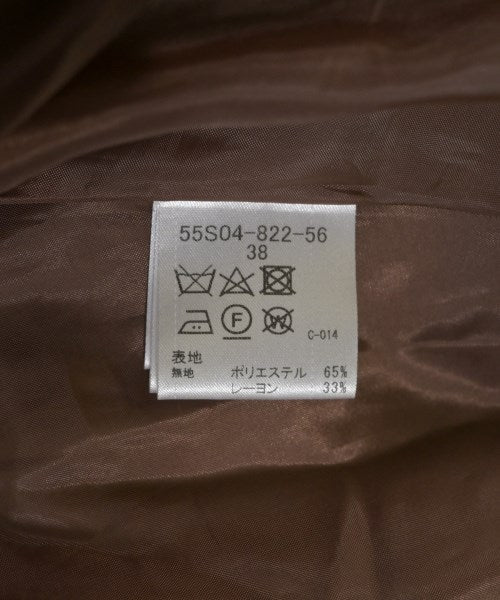 55S04-822-56
38
F W
C-014
表地
無地 ポリエステル 65%
レーヨン 33%